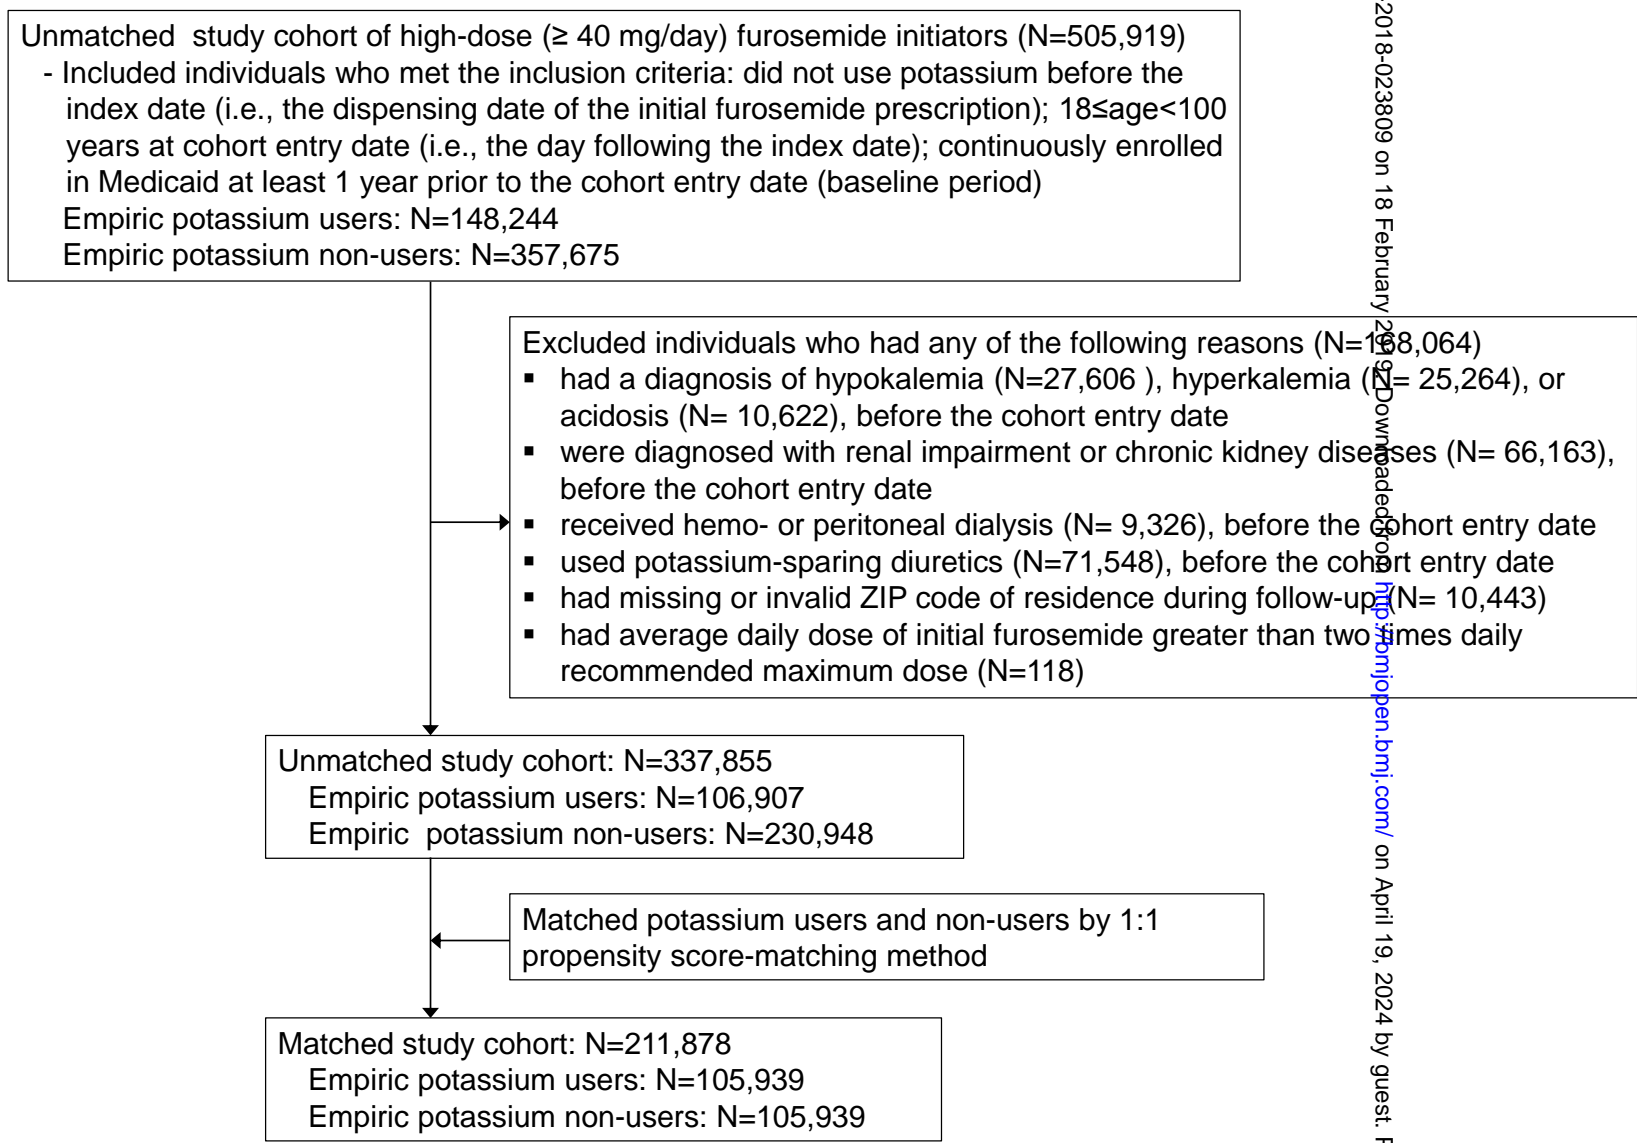 Unmatched study cohort of high-dose (≥ 40 mg/day) furosemide initiators (N=505,919)
- Included individuals who met the inclusion criteria: did not use potassium before the
index date (i.e., the dispensing date of the initial furosemide prescription); 18≤age<100
years at cohort entry date (i.e., the day following the index date); continuously enrolled
in Medicaid at least 1 year prior to the cohort entry date (baseline period)
Empiric potassium users: N=148,244
Empiric potassium non-users: N=357,675
Excluded individuals who had any of the following reasons (N=168,064)
▪ had a diagnosis of hypokalemia (N=27,606 ), hyperkalemia (N= 25,264), or
acidosis (N= 10,622), before the cohort entry date
▪ were diagnosed with renal impairment or chronic kidney diseases (N= 66,163),
before the cohort entry date
▪ received hemo- or peritoneal dialysis (N= 9,326), before the cohort entry date
▪ used potassium-sparing diuretics (N=71,548), before the cohort entry date
▪ had missing or invalid ZIP code of residence during follow-up (N= 10,443)
▪ had average daily dose of initial furosemide greater than two times daily
recommended maximum dose (N=118)
Unmatched study cohort: N=337,855
Empiric potassium users: N=106,907
Empiric potassium non-users: N=230,948
Matched potassium users and non-users by 1:1
propensity score-matching method
Matched study cohort: N=211,878
Empiric potassium users: N=105,939
Empiric potassium non-users: N=105,939
-2018-023809 on 18 February 2019. Downloaded from http://bmjopen.bmj.com/ on April 19, 2024 by guest.